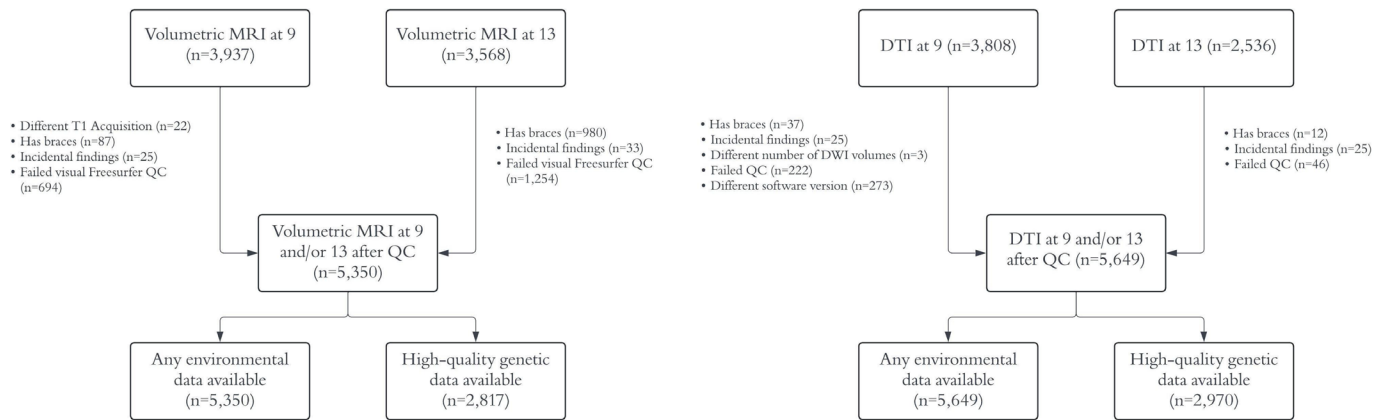 Volumetric MRI at 9
(n=3,937)
Volumetric MRI at 13
(n=3,568)
• Different T1 Acquisition (n=22)
• Has braces (n=87)
• Incidental findings (n=25)
• Failed visual Freesurfer QC
(n=694)
• Has braces (n=980)
• Incidental findings (n=33)
• Failed visual Freesurfer QC
(n=1,254)
Volumetric MRI at 9
and/or 13 after QC
(n=5,350)
Any environmental
data available
(n=5,350)
High-quality genetic
data available
(n=2,817)
DTI at 9 (n=3,808)
DTI at 13 (n=2,536)
• Has braces (n=37)
• Incidental findings (n=25)
• Different number of DWI volumes (n=3)
• Failed QC (n=222)
• Different software version (n=273)
• Has braces (n=12)
• Incidental findings (n=25)
• Failed QC (n=46)
DTI at 9 and/or 13
after QC (n=5,649)
Any environmental
data available
(n=5,649)
High-quality genetic
data available
(n=2,970)